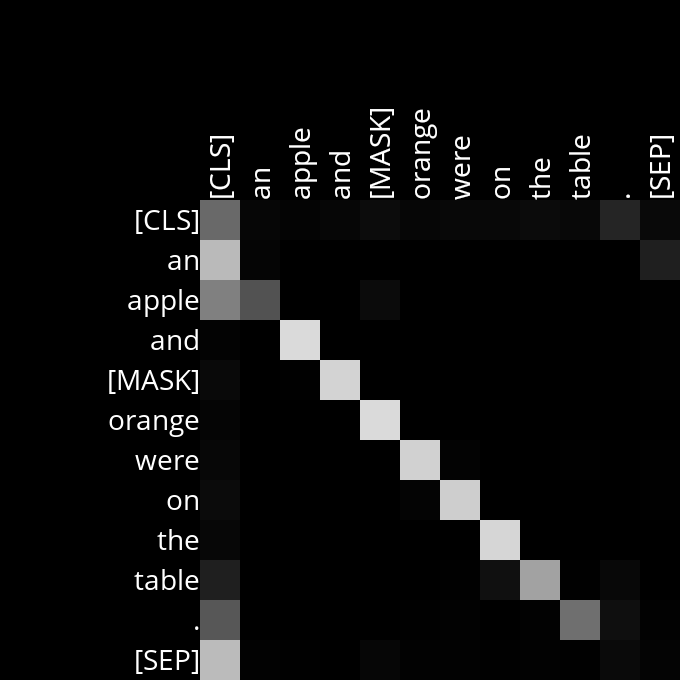 [CLS]
an
apple
and
[MASK]
orange
were
on
the
table
.
[SEP]
[CLS]
an
apple
and
[MASK]
orange
were
on
the
table
.
[SEP]